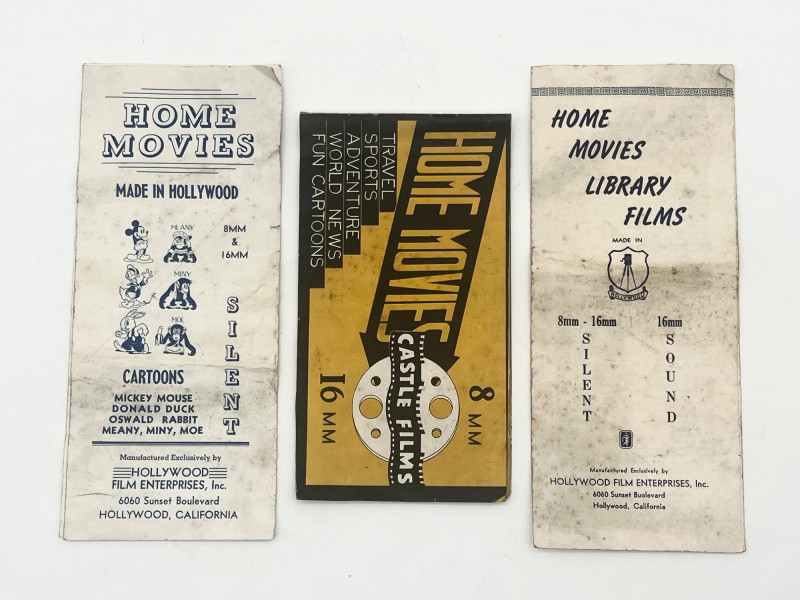 HOME
MOVIES
MADE IN HOLLYWOOD
MEANY
8MM
&
16MM
MINY
MOE
SILENT
CARTOONS
MICKEY MOUSE
DONALD DUCK
OSWALD RABBIT
MEANY, MINY, MOE
Manufactured Exclusively by
HOLLYWOOD
FILM ENTERPRISES, Inc.
6060 Sunset Boulevard
HOLLYWOOD, CALIFORNIA
HOME MOVIES
TRAVEL
SPORTS
ADVENTURE
WORLD NEWS
FUN CARTOONS
CASTLE FILMS
8 MM
16 MM
HOME
MOVIES
LIBRARY
FILMS
MADE IN
HOLLYWOOD
8mm - 16mm
SILENT
16mm
SOUND
Manufactured Exclusively by
HOLLYWOOD FILM ENTERPRISES, INC.
6060 Sunset Buolevard
Hollywood, California